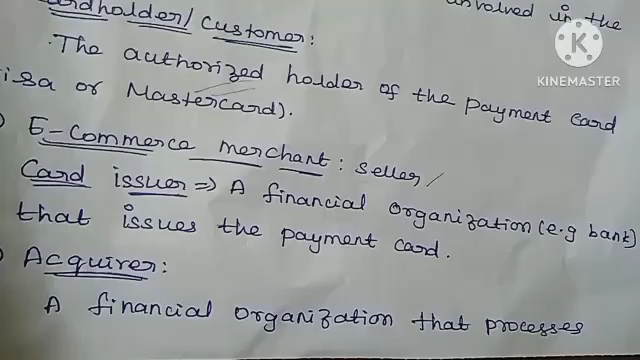 involved in the
cardholder/customer:
. The authorized holder of the payment card
visa or Mastercard).
) E-commerce merchant: seller/
Card issuer => A financial organization (e.g bank)
that issues the payment card.
) Acquirer:
A financial organization that processes
KINEMASTER